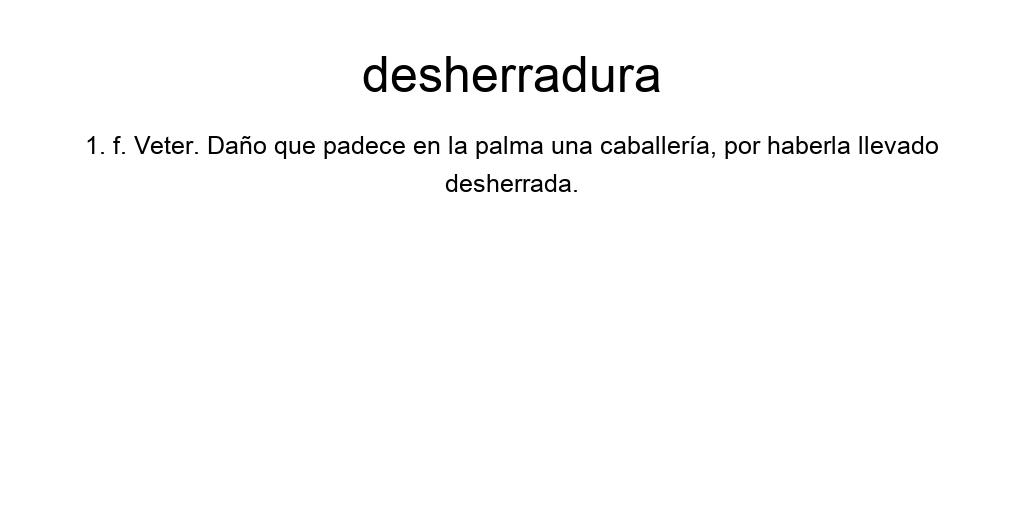 desherradura
1. f. Veter. Daño que padece en la palma una caballería, por haberla llevado
desherrada.